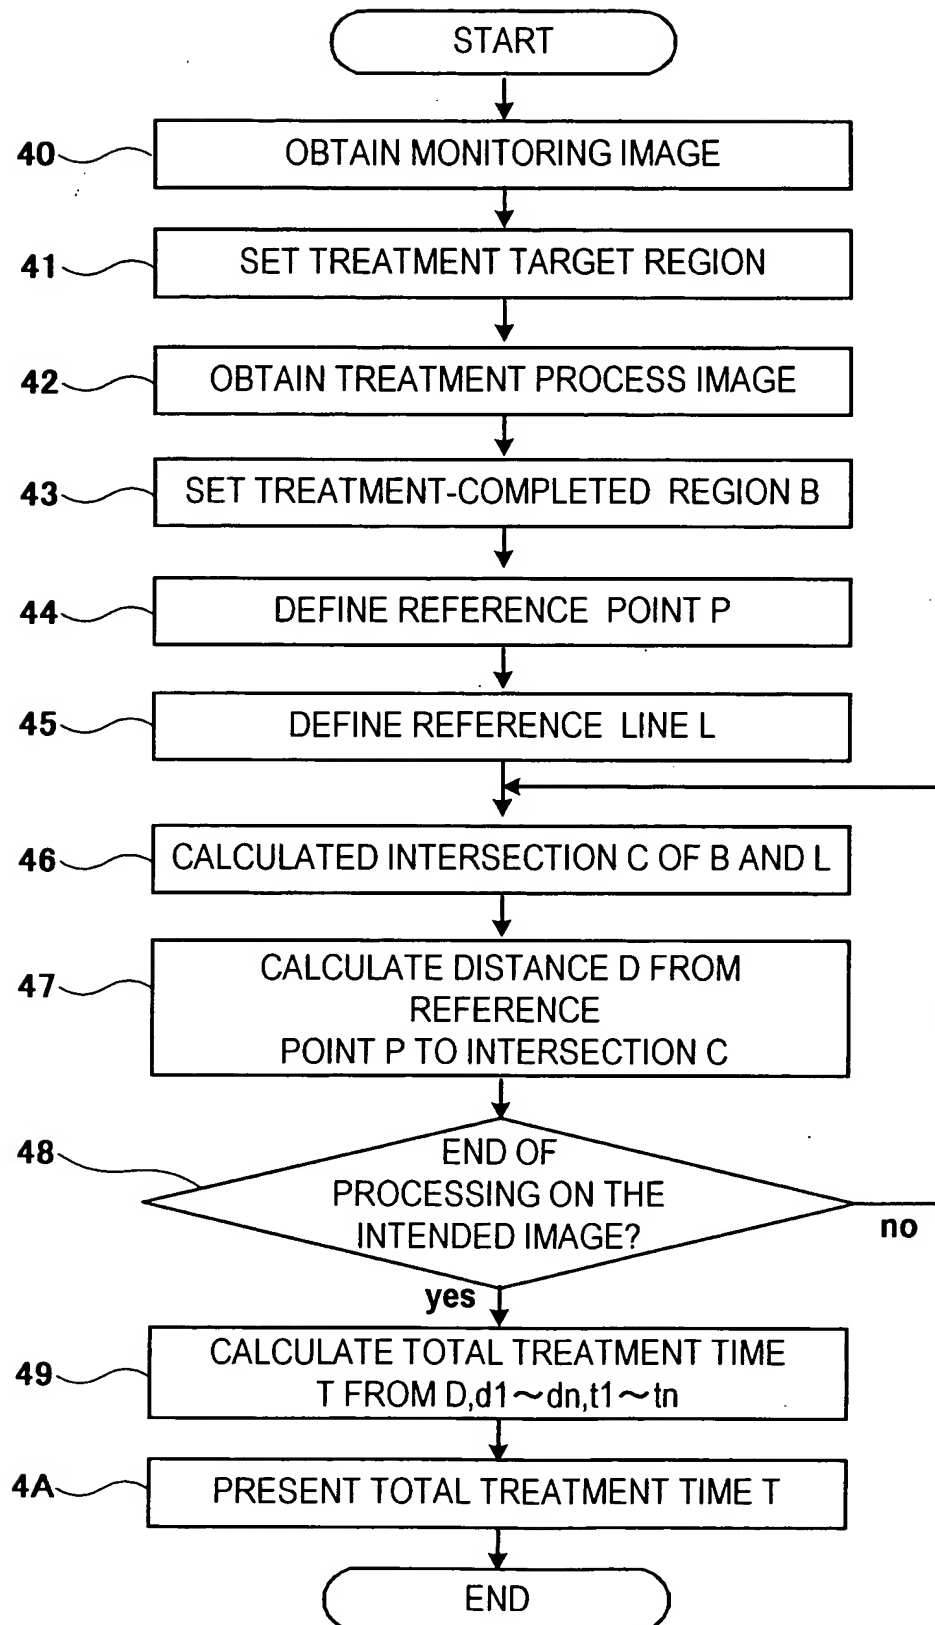 START
40
OBTAIN MONITORING IMAGE
41
SET TREATMENT TARGET REGION
42
OBTAIN TREATMENT PROCESS IMAGE
43
SET TREATMENT-COMPLETED REGION B
44
DEFINE REFERENCE POINT P
45
DEFINE REFERENCE LINE L
46
CALCULATED INTERSECTION C OF B AND L
47
CALCULATE DISTANCE D FROM
REFERENCE
POINT P TO INTERSECTION C
48
END OF
PROCESSING ON THE
INTENDED IMAGE?
no
yes
49
CALCULATE TOTAL TREATMENT TIME
T FROM D,d1~dn,t1~tn
4A
PRESENT TOTAL TREATMENT TIME T
END